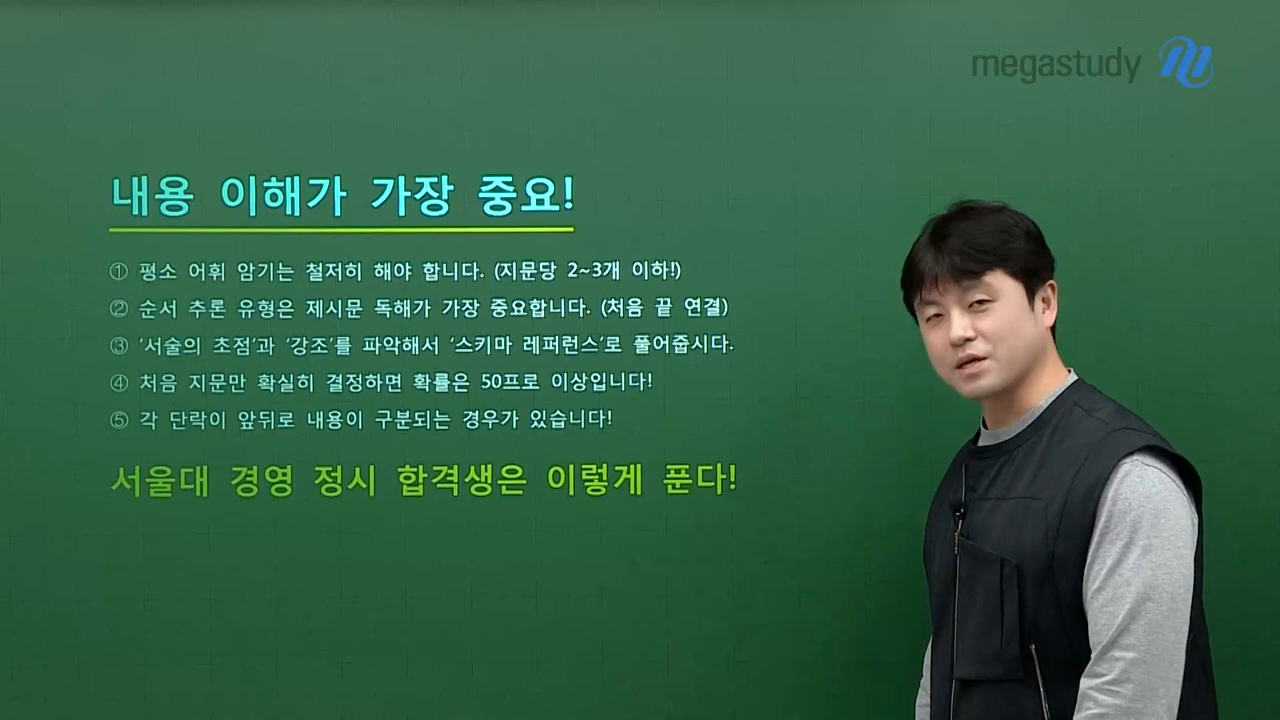 megastudy
내용 이해가 가장 중요!
① 평소 어휘 암기는 철저히 해야 합니다. (지문당 2~3개 이하!)
② 순서 추론 유형은 제시문 독해가 가장 중요합니다. (처음 끝 연결)
③ '서술의 초점'과 '강조'를 파악해서 '스키마 레퍼런스'로 풀어줍시다.
④ 처음 지문만 확실히 결정하면 확률은 50프로 이상입니다!
⑤ 각 단락이 앞뒤로 내용이 구분되는 경우가 있습니다!
서울대 경영 정시 합격생은 이렇게 푼다!